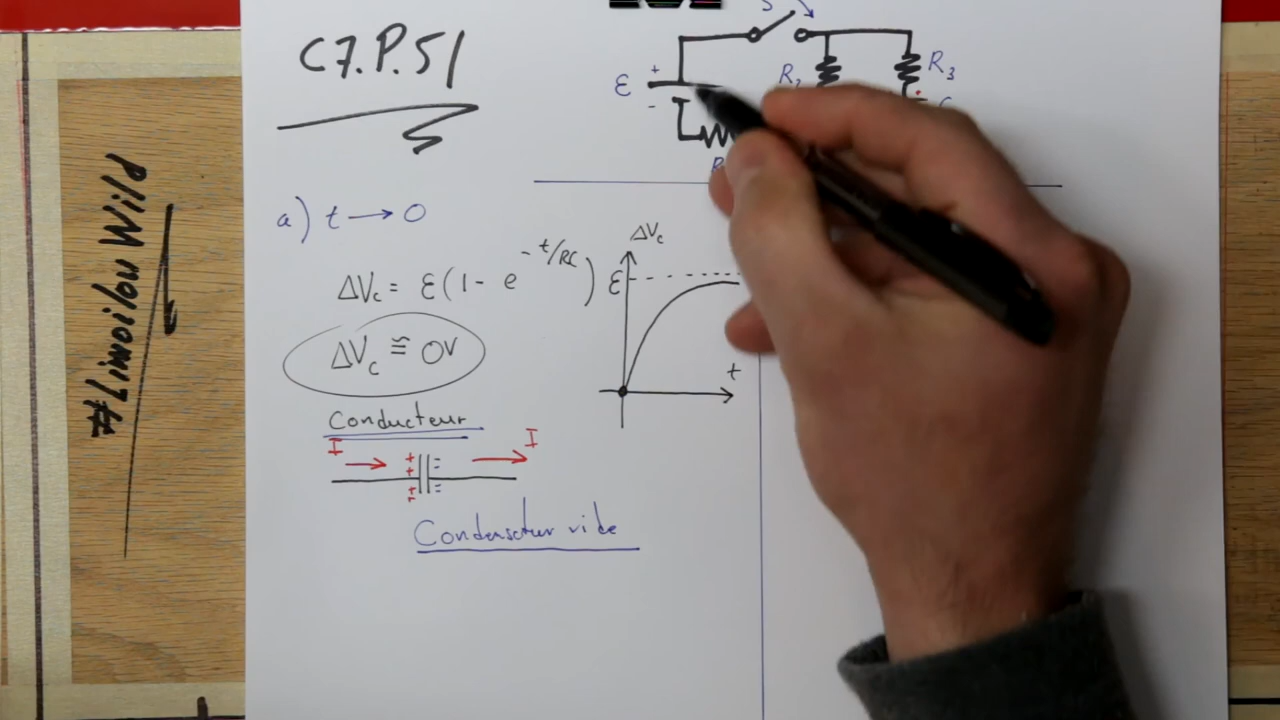 C7.P.51
S
ε
+
-
R₂
R₃
+
C
R
#Limoilou Wild
a) t → 0
ΔVc = ε(1 - e^-t/RC)
ΔVc ≅ 0V
ΔVc
ε
t
Conducteur
I
I
+ + +
= =
Condensateur vide